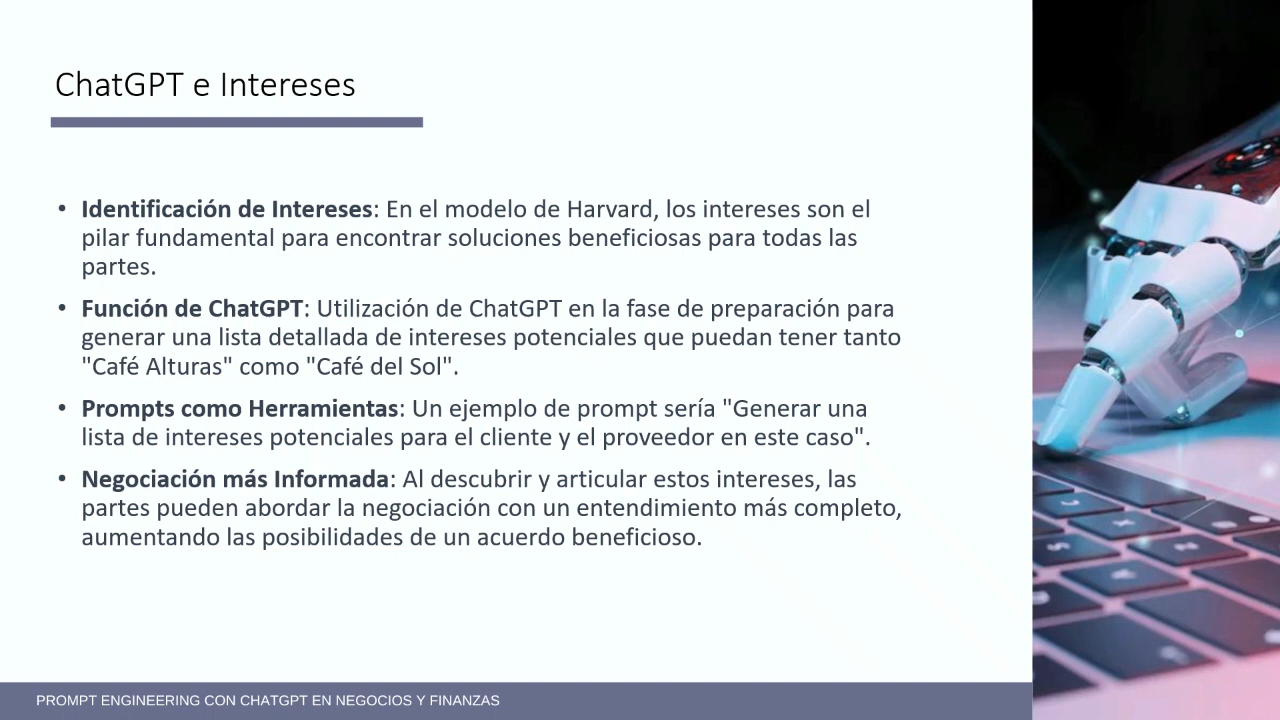 ChatGPT e Intereses
• Identificación de Intereses: En el modelo de Harvard, los intereses son el
pilar fundamental para encontrar soluciones beneficiosas para todas las
partes.
• Función de ChatGPT: Utilización de ChatGPT en la fase de preparación para
generar una lista detallada de intereses potenciales que puedan tener tanto
"Café Alturas" como "Café del Sol".
• Prompts como Herramientas: Un ejemplo de prompt sería "Generar una
lista de intereses potenciales para el cliente y el proveedor en este caso".
• Negociación más Informada: Al descubrir y articular estos intereses, las
partes pueden abordar la negociación con un entendimiento más completo,
aumentando las posibilidades de un acuerdo beneficioso.
PROMPT ENGINEERING CON CHATGPT EN NEGOCIOS Y FINANZAS